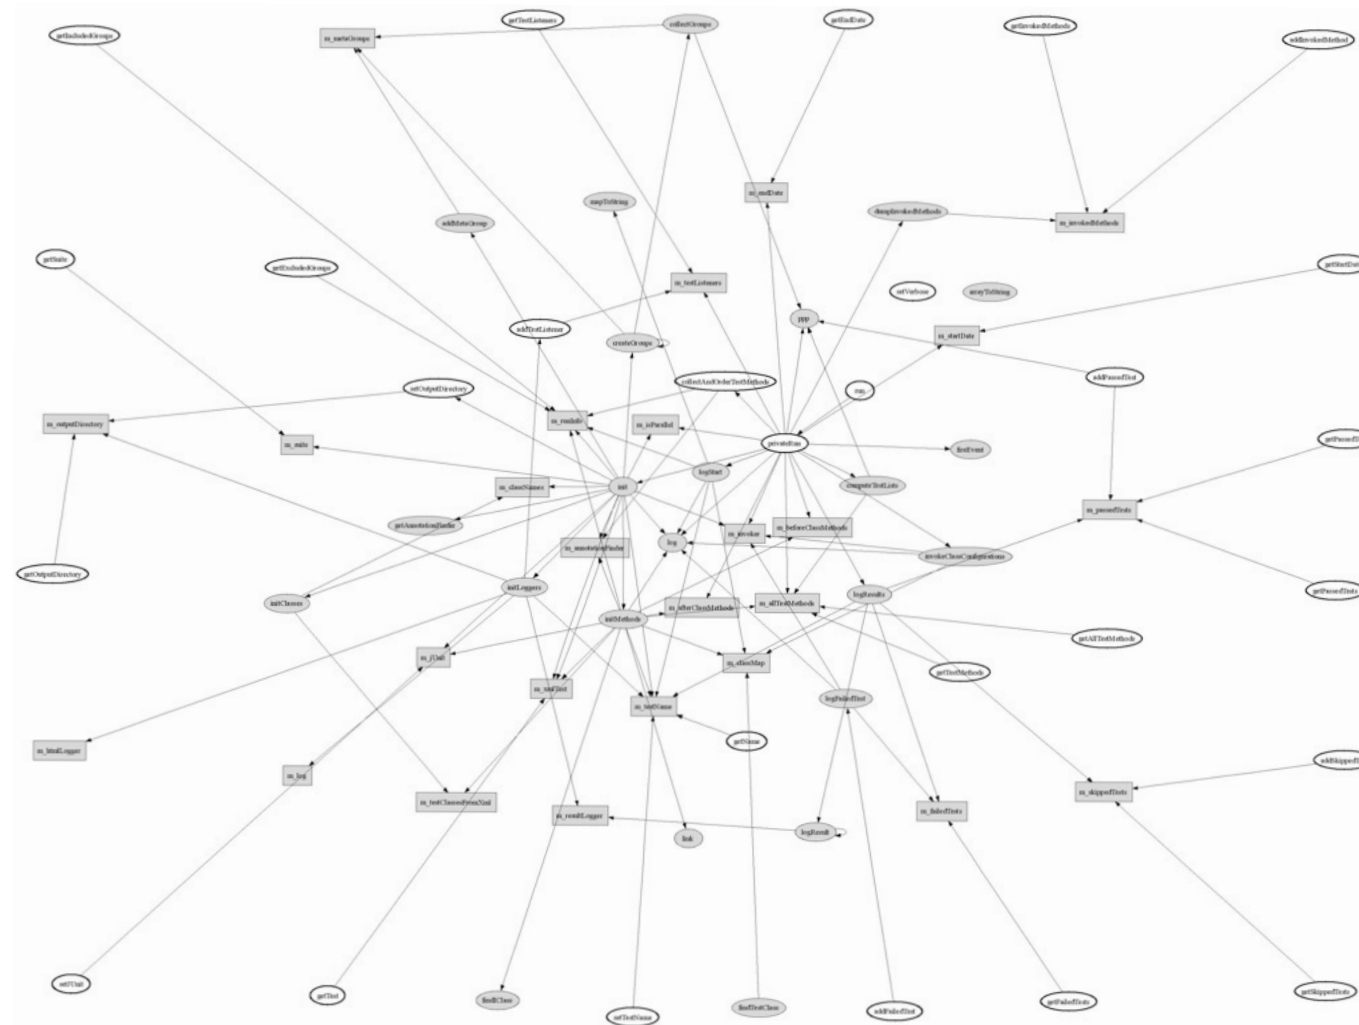 getIncludedGroups
getTestListeners
collectGroups
getEndDate
getInvokedMethods
addInvokedMethod
m_metaGroups
mapToString
m_endDate
dumpInvokedMethods
m_invokedMethods
addMetaGroup
getSuite
getExcludedGroups
m_testListeners
setVerbose
arrayToString
getStartDate
addTestListener
createGroups
ppp
m_startDate
setOutputDirectory
collectAndOrderTestMethods
run
addPassedTest
m_outputDirectory
m_suite
m_runInfo
m_isParallel
privateRun
fireEvent
getPassedT
m_classNames
init
logStart
computeTestLists
m_passedTests
getAnnotationFinder
m_annotationFinder
log
m_invoker
m_beforeClassMethods
invokeClassConfigurations
getOutputDirectory
initClasses
initLoggers
initMethods
m_afterClassMethods
m_allTestMethods
logResults
getPassedTests
getAllTestMethods
m_jUnit
m_xmlTest
m_testName
m_classMap
getTestMethods
logFailedTest
m_htmlLogger
m_log
getName
addSkippedT
m_testClassesFromXml
m_resultLogger
link
logResult
m_failedTests
m_skippedTests
setJUnit
getTest
findIClass
setTestName
findTestClass
addFailedTest
getFailedTests
getSkippedTests